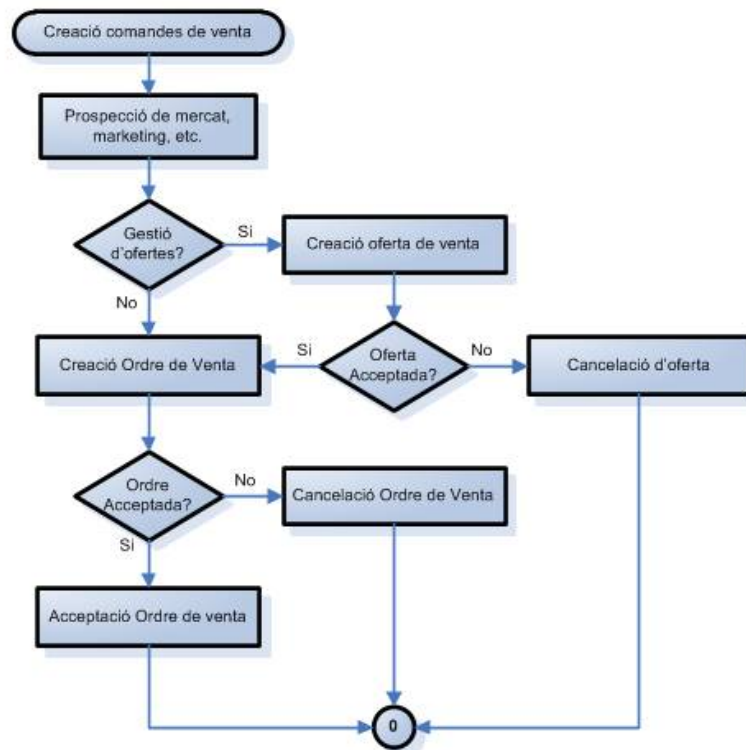 Creació comandes de venta
Prospecció de mercat,
marketing, etc.
Gestió
d`ofertes?
Si
Creació oferta de venta
No
Creació Ordre de Venta
Si
Oferta
Acceptada?
No
Cancelació d'oferta
Ordre
Acceptada?
No
Cancelació Ordre de Venta
Si
Acceptació Ordre de venta
0